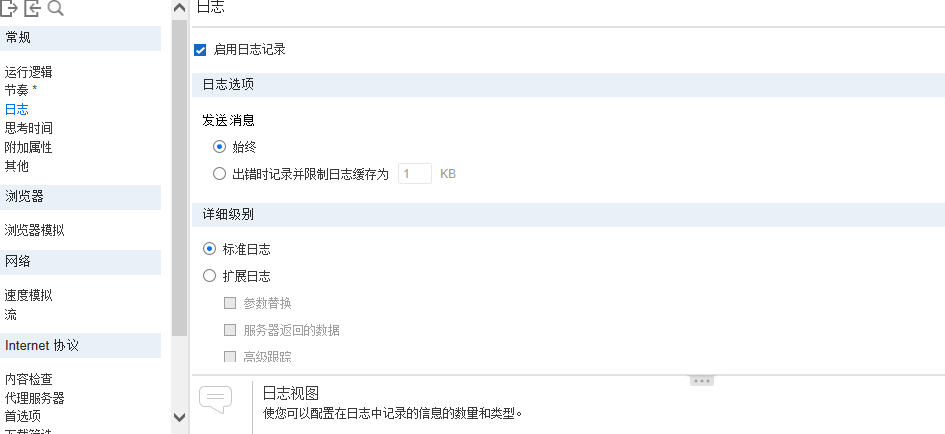 常规
运行逻辑
节奏 *
日志
思考时间
附加属性
其他
浏览器
浏览器模拟
网络
速度模拟
流
Internet 协议
内容检查
代理服务器
首选项
日志
启用日志记录
日志选项
发送消息
始终
出错时记录并限制日志缓存为 1 KB
详细级别
标准日志
扩展日志
参数替换
服务器返回的数据
高级跟踪
日志视图
使您可以配置在日志中记录的信息的数量和类型。